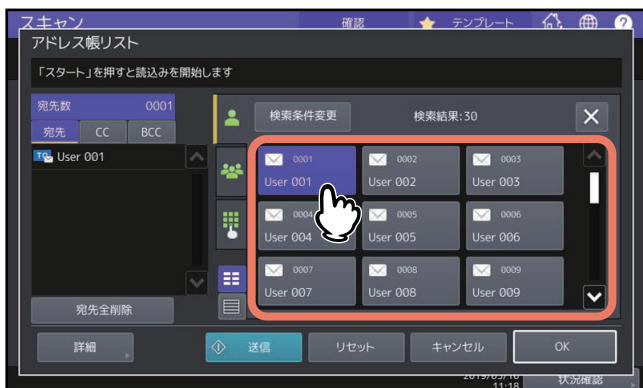 スキャン 確認 テンプレート
アドレス帳リスト
「スタート」を押すと読込みを開始します
宛先数 0001
宛先 CC BCC
TO User 001
検索条件変更 検索結果:30
0001 0002 0003
User 001 User 002 User 003
0004 0005 0006
User 004 User 005 User 006
0007 0008 0009
User 007 User 008 User 009
宛先全削除
詳細 送信 リセット キャンセル OK
11:18 状況確認